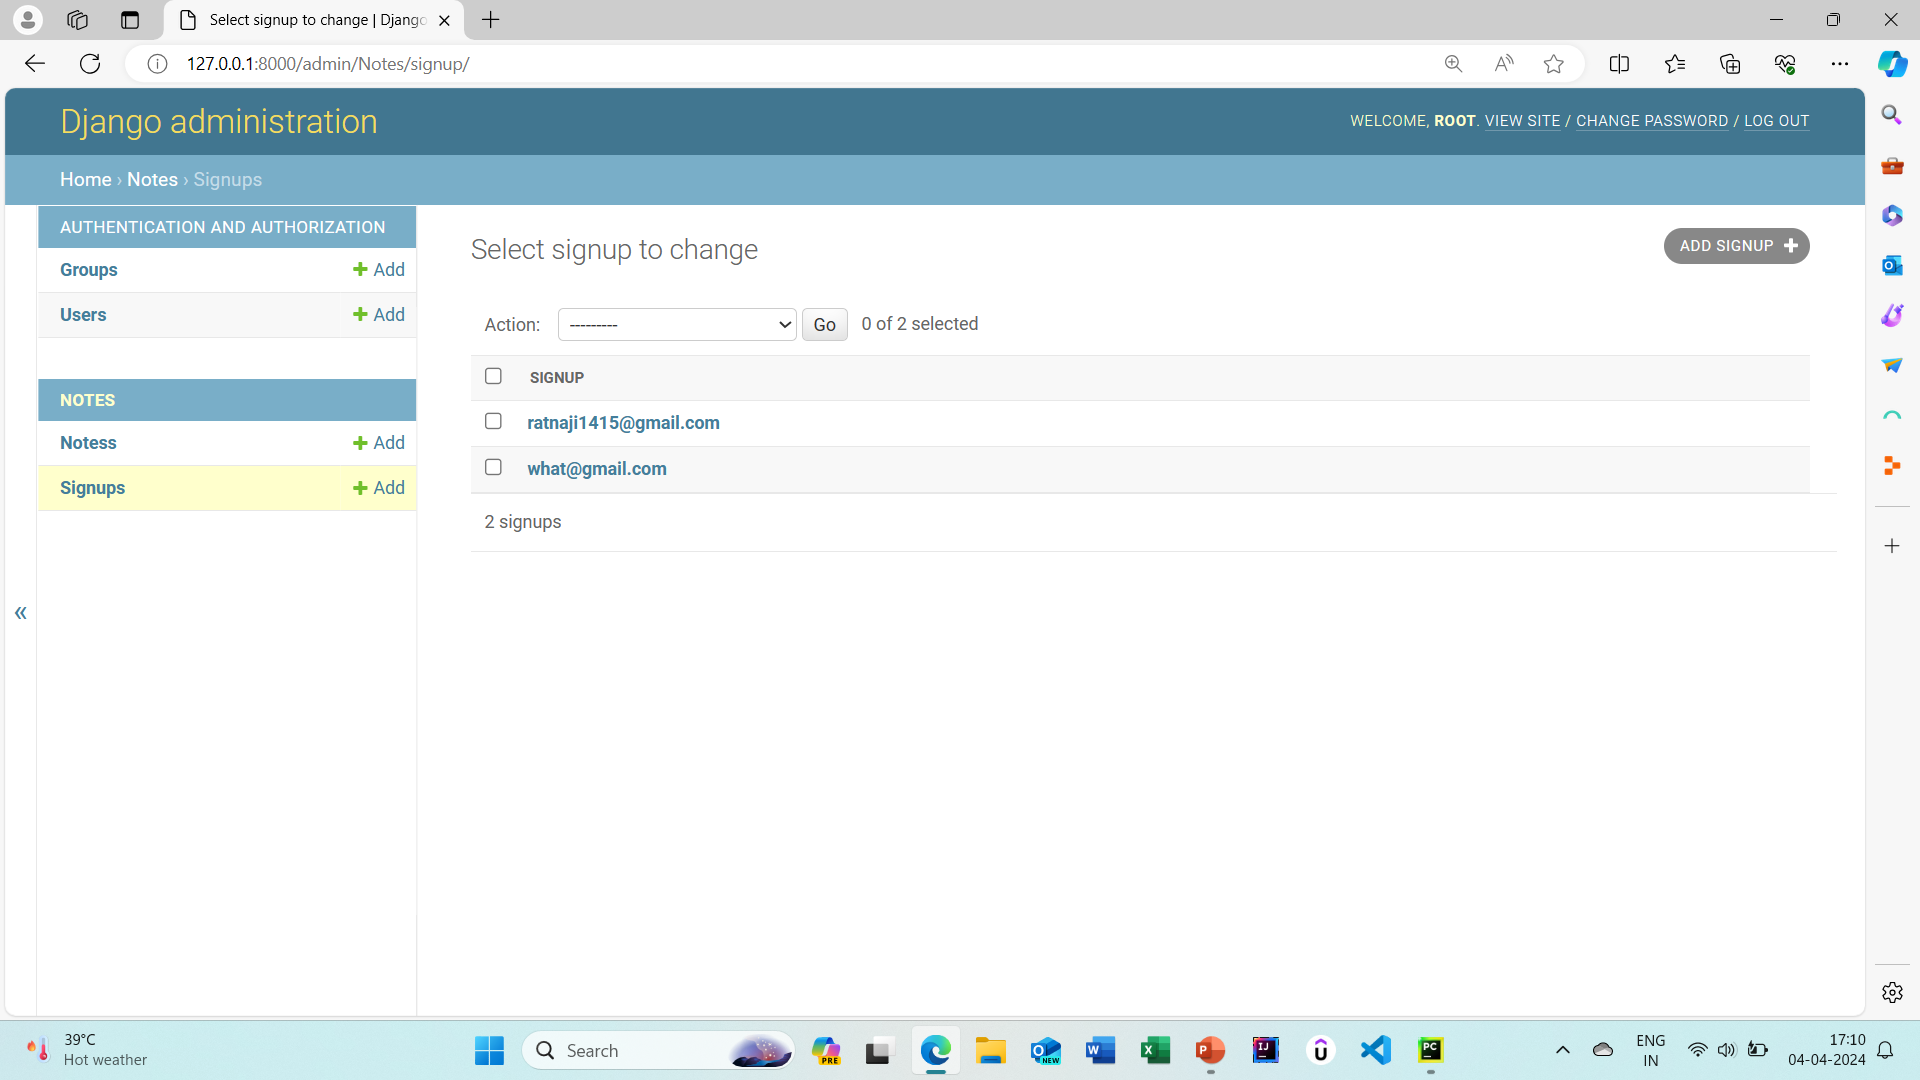 Select signup to change | Django
127.0.0.1:8000/admin/Notes/signup/
Django administration
WELCOME, ROOT. VIEW SITE / CHANGE PASSWORD / LOG OUT
Home › Notes › Signups
AUTHENTICATION AND AUTHORIZATION
Groups + Add
Users + Add
NOTES
Notess + Add
Signups + Add
«
Select signup to change
ADD SIGNUP +
Action: --------- Go 0 of 2 selected
SIGNUP
ratnaji1415@gmail.com
what@gmail.com
2 signups
39°C
Hot weather
Search
PRE
NEW
ENG
IN
17:10
04-04-2024